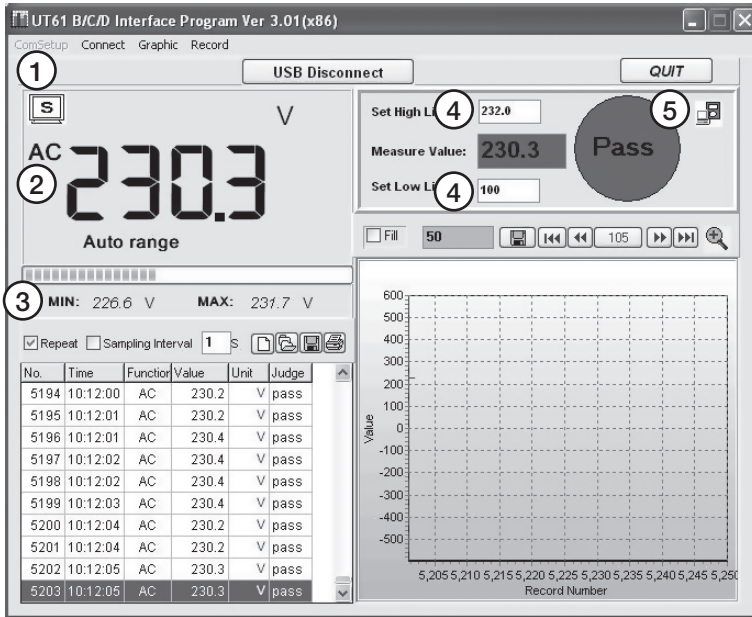 UT61 B/C/D Interface Program Ver 3.01(x86)
ComSetup Connect Graphic Record
1 USB Disconnect QUIT
S V
AC 230.3
2
Auto range
Set High Li 4 232.0 5
Measure Value: 230.3 Pass
Set Low Li 4 100
Fill 50 105
3 MIN: 226.6 V MAX: 231.7 V
Repeat Sampling Interval 1 S
No. Time Function Value Unit Judge
5194 10:12:00 AC 230.2 V pass
5195 10:12:01 AC 230.2 V pass
5196 10:12:01 AC 230.4 V pass
5197 10:12:02 AC 230.4 V pass
5198 10:12:02 AC 230.4 V pass
5199 10:12:03 AC 230.4 V pass
5200 10:12:04 AC 230.2 V pass
5201 10:12:04 AC 230.2 V pass
5202 10:12:05 AC 230.3 V pass
5203 10:12:05 AC 230.3 V pass
600
500
400
300
200
100
0
-100
-200
-300
-400
-500
Value
5,205 5,210 5,215 5,220 5,225 5,230 5,235 5,240 5,245 5,250
Record Number